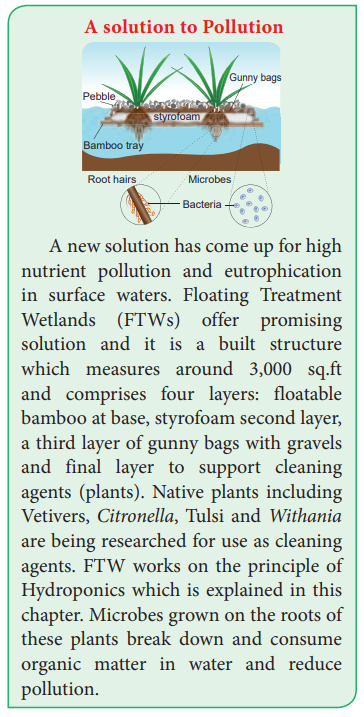 A solution to Pollution
Gunny bags
Pebble
styrofoam
Bamboo tray
Root hairs
Microbes
Bacteria
A new solution has come up for high
nutrient pollution and eutrophication
in surface waters. Floating Treatment
Wetlands (FTWs) offer promising
solution and it is a built structure
which measures around 3,000 sq.ft
and comprises four layers: floatable
bamboo at base, styrofoam second layer,
a third layer of gunny bags with gravels
and final layer to support cleaning
agents (plants). Native plants including
Vetivers, Citronella, Tulsi and Withania
are being researched for use as cleaning
agents. FTW works on the principle of
Hydroponics which is explained in this
chapter. Microbes grown on the roots of
these plants break down and consume
organic matter in water and reduce
pollution.